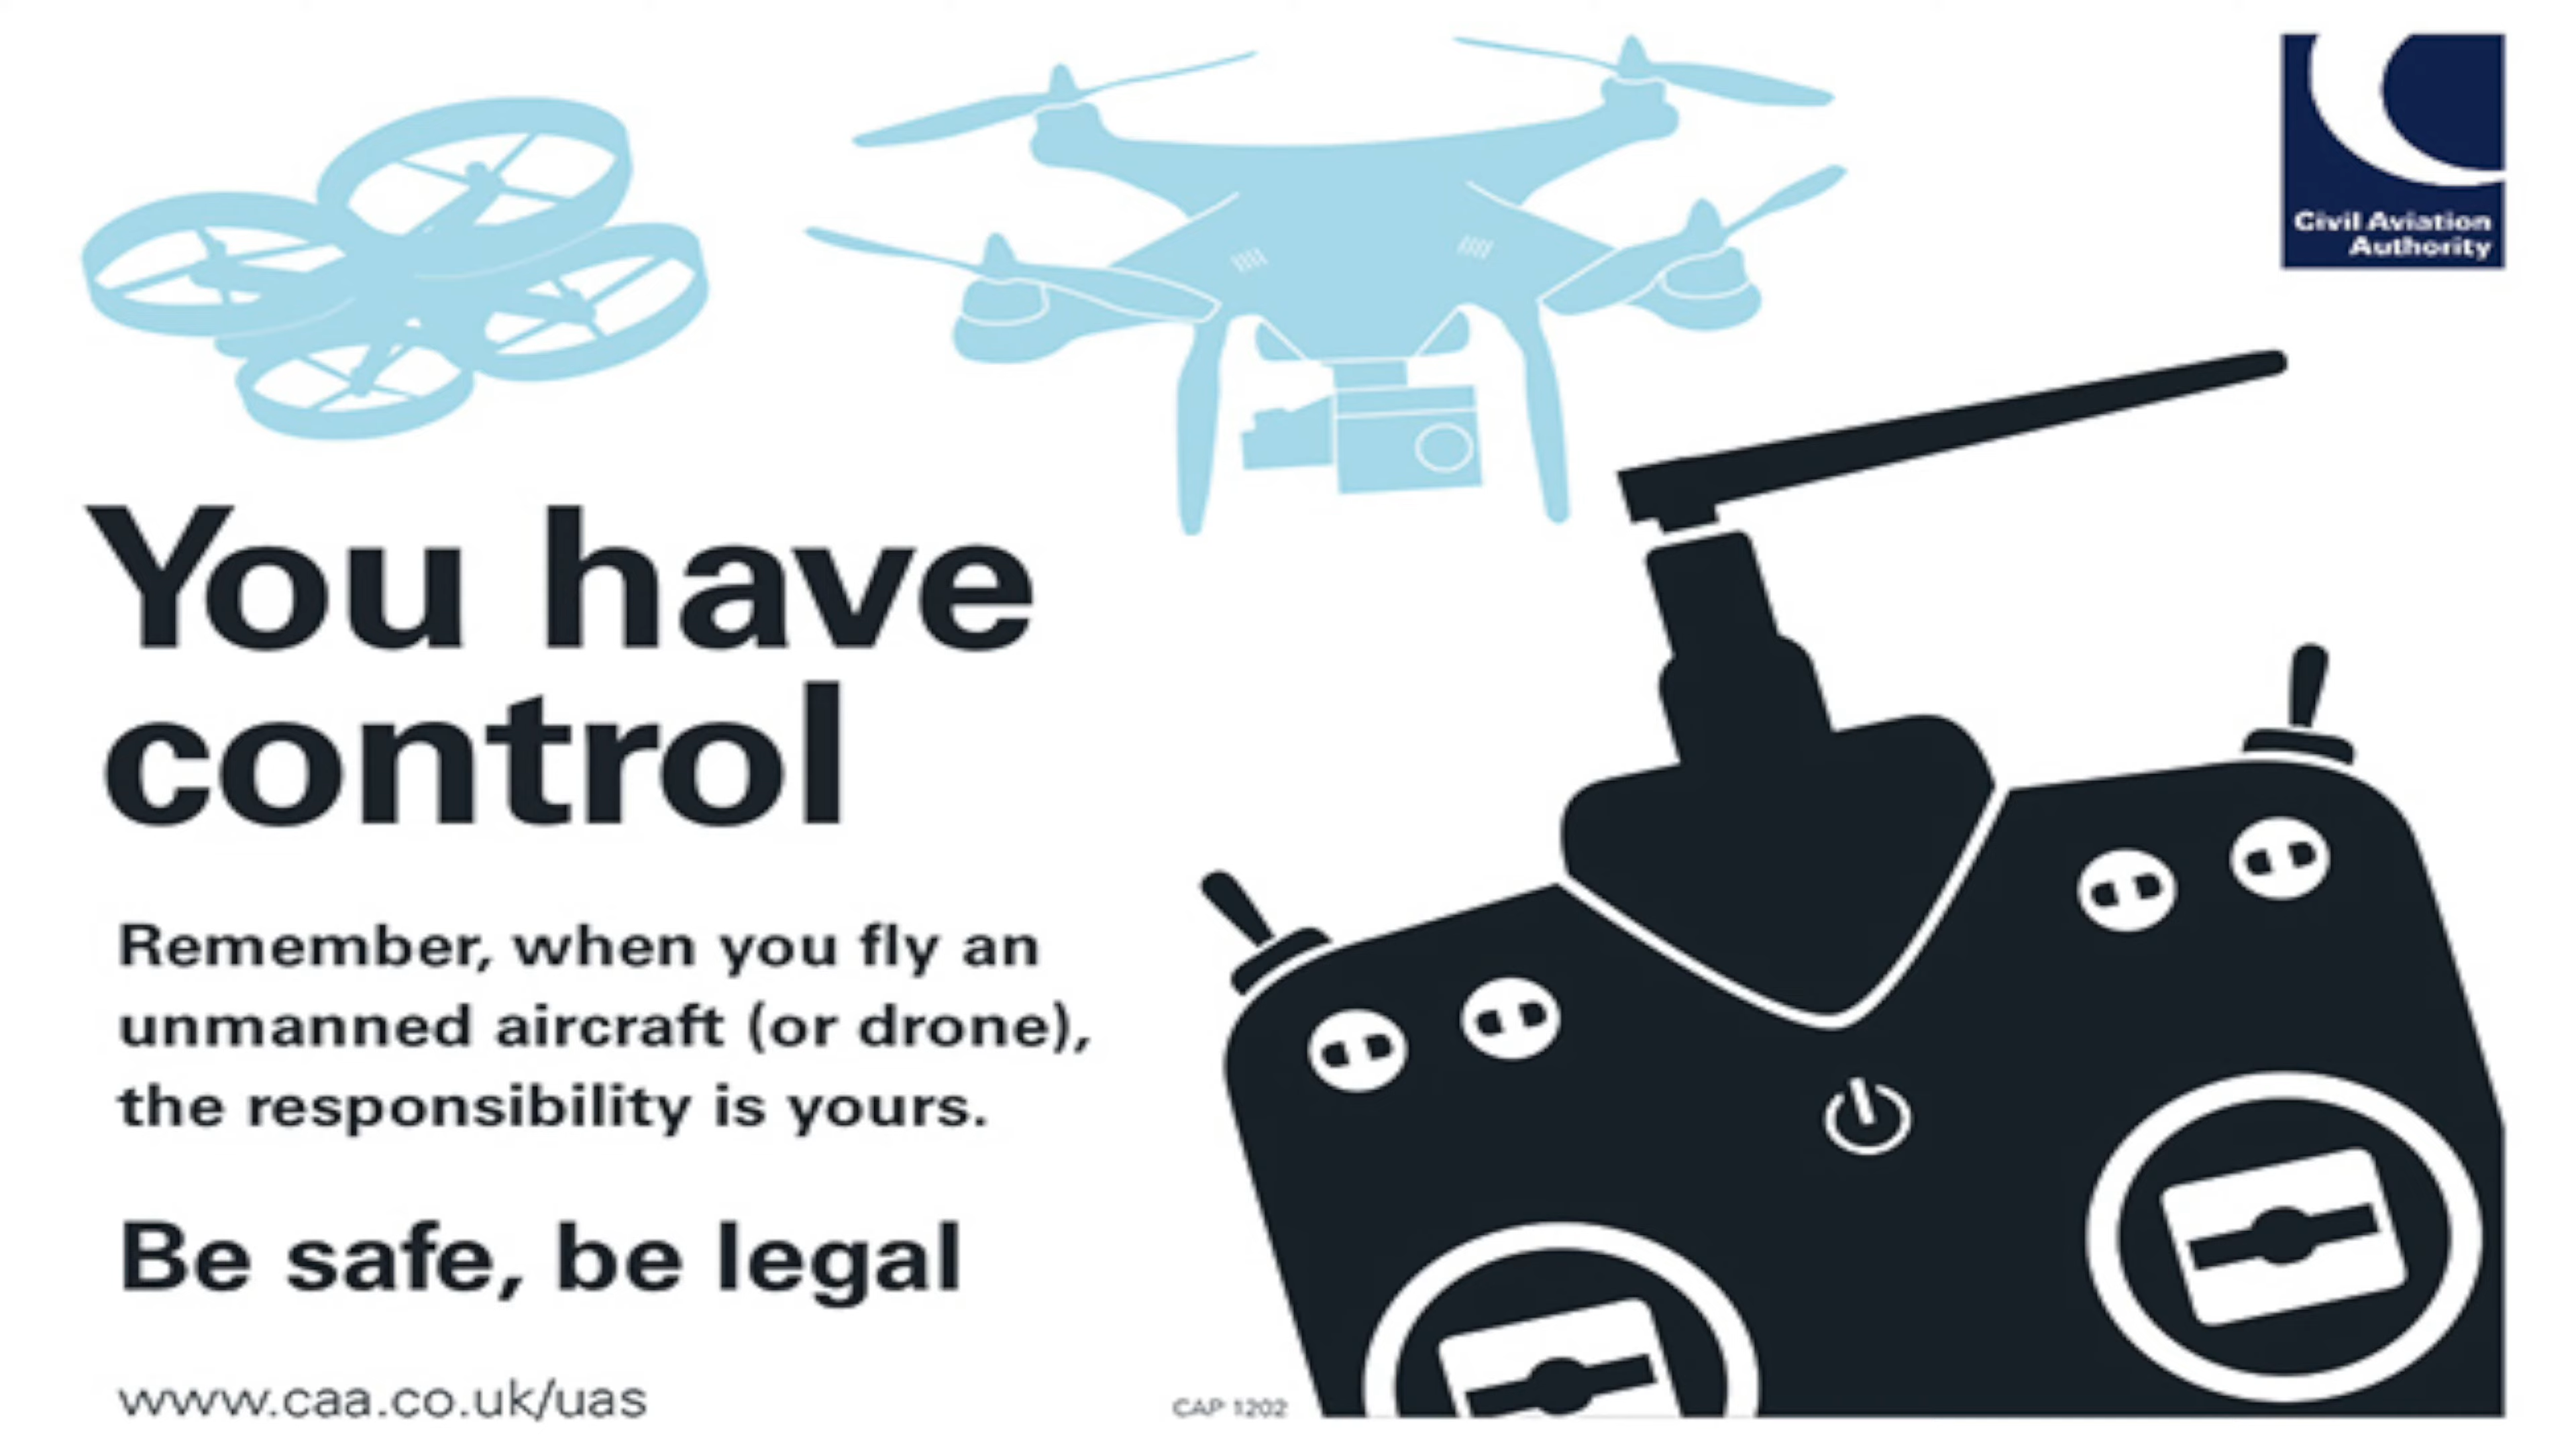 Civil Aviation
Authority
You have
control
Remember, when you fly an
unmanned aircraft (or drone),
the responsibility is yours.
Be safe, be legal
www.caa.co.uk/uas
CAP 1202